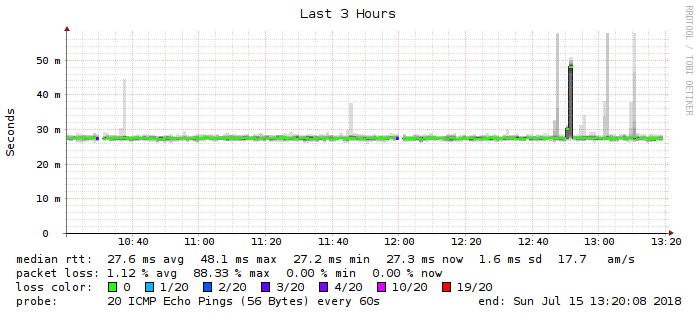 Last 3 Hours
RRDTOOL / TOBI OETIKER
Seconds
50 m
40 m
30 m
20 m
10 m
0
10:40 11:00 11:20 11:40 12:00 12:20 12:40 13:00 13:20
median rtt: 27.6 ms avg 48.1 ms max 27.2 ms min 27.3 ms now 1.6 ms sd 17.7 am/s
packet loss: 1.12 % avg 88.33 % max 0.00 % min 0.00 % now
loss color: 0 1/20 2/20 3/20 4/20 10/20 19/20
probe: 20 ICMP Echo Pings (56 Bytes) every 60s end: Sun Jul 15 13:20:08 2018